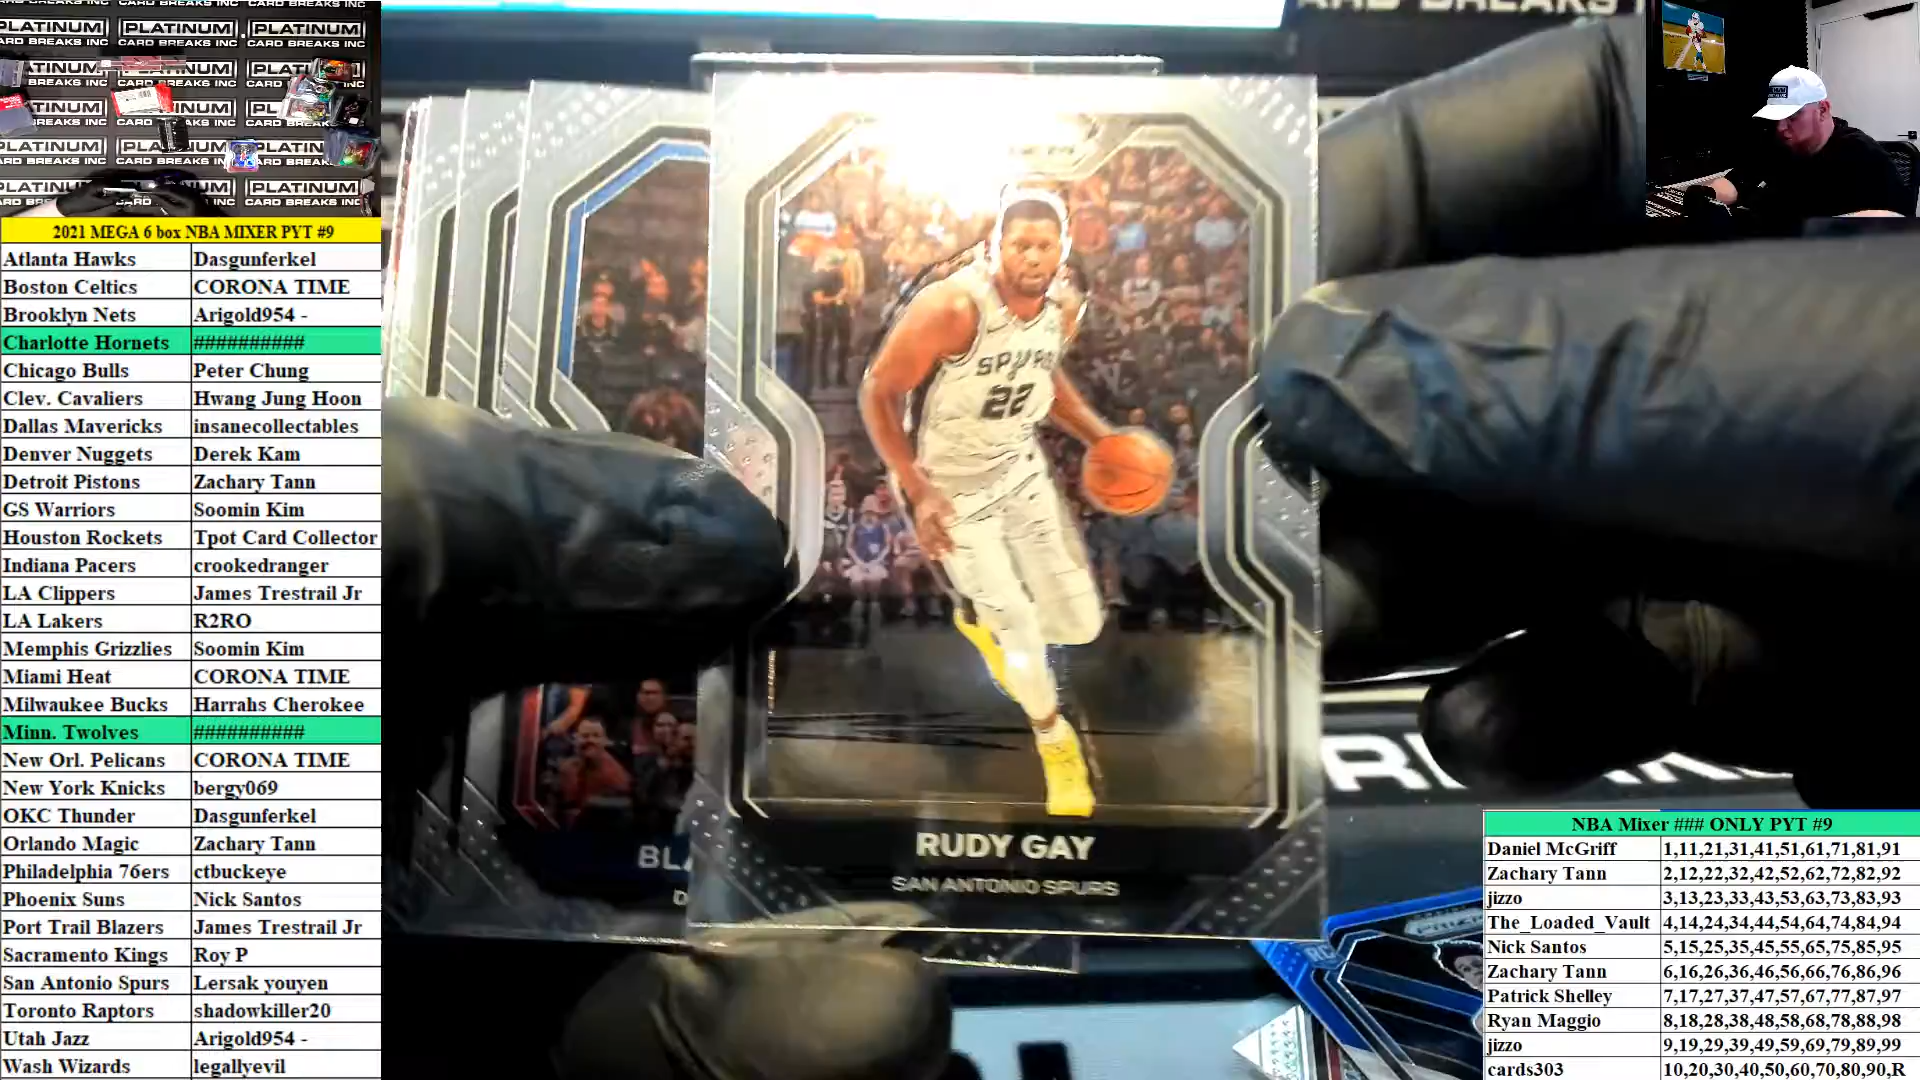 PLATINUM PLATINUM PLATINUM
CARD BREAKS INC CARD BREAKS INC CARD BREAKS INC
2021 MEGA 6 box NBA MIXER PYT #9
Atlanta Hawks Dasgunferkel
Boston Celtics CORONA TIME
Brooklyn Nets Arigold954 -
Charlotte Hornets ##########
Chicago Bulls Peter Chung
Clev. Cavaliers Hwang Jung Hoon
Dallas Mavericks insanecollectables
Denver Nuggets Derek Kam
Detroit Pistons Zachary Tann
GS Warriors Soomin Kim
Houston Rockets Tpot Card Collector
Indiana Pacers crookedranger
LA Clippers James Trestrail Jr
LA Lakers R2RO
Memphis Grizzlies Soomin Kim
Miami Heat CORONA TIME
Milwaukee Bucks Harrahs Cherokee
Minn. Twolves ##########
New Orl. Pelicans CORONA TIME
New York Knicks bergy069
OKC Thunder Dasgunferkel
Orlando Magic Zachary Tann
Philadelphia 76ers ctbuckeye
Phoenix Suns Nick Santos
Port Trail Blazers James Trestrail Jr
Sacramento Kings Roy P
San Antonio Spurs Lersak youyen
Toronto Raptors shadowkiller20
Utah Jazz Arigold954 -
Wash Wizards legallyevil
SPURS
22
RUDY GAY
SAN ANTONIO SPURS
BLA
D
NBA Mixer ### ONLY PYT #9
Daniel McGriff 1,11,21,31,41,51,61,71,81,91
Zachary Tann 2,12,22,32,42,52,62,72,82,92
jizzo 3,13,23,33,43,53,63,73,83,93
The_Loaded_Vault 4,14,24,34,44,54,64,74,84,94
Nick Santos 5,15,25,35,45,55,65,75,85,95
Zachary Tann 6,16,26,36,46,56,66,76,86,96
Patrick Shelley 7,17,27,37,47,57,67,77,87,97
Ryan Maggio 8,18,28,38,48,58,68,78,88,98
jizzo 9,19,29,39,49,59,69,79,89,99
cards303 10,20,30,40,50,60,70,80,90,R